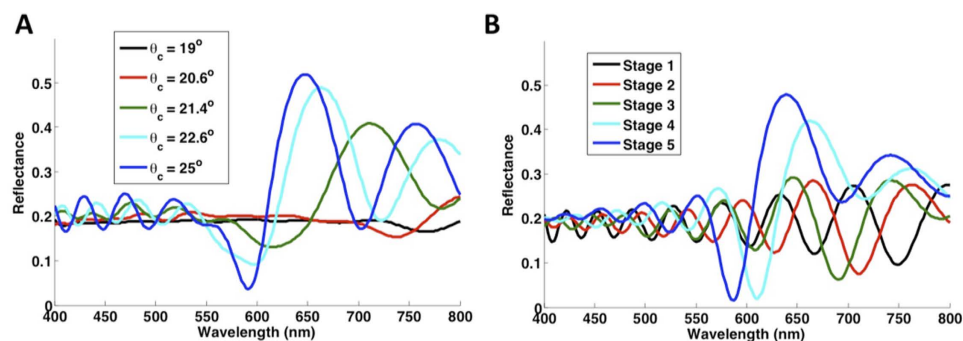 A
θc = 19°
θc = 20.6°
θc = 21.4°
θc = 22.6°
θc = 25°
Reflectance
0.5
0.4
0.3
0.2
0.1
0
400 450 500 550 600 650 700 750 800
Wavelength (nm)
B
Stage 1
Stage 2
Stage 3
Stage 4
Stage 5
Reflectance
0.5
0.4
0.3
0.2
0.1
0
400 450 500 550 600 650 700 750 800
Wavelength (nm)